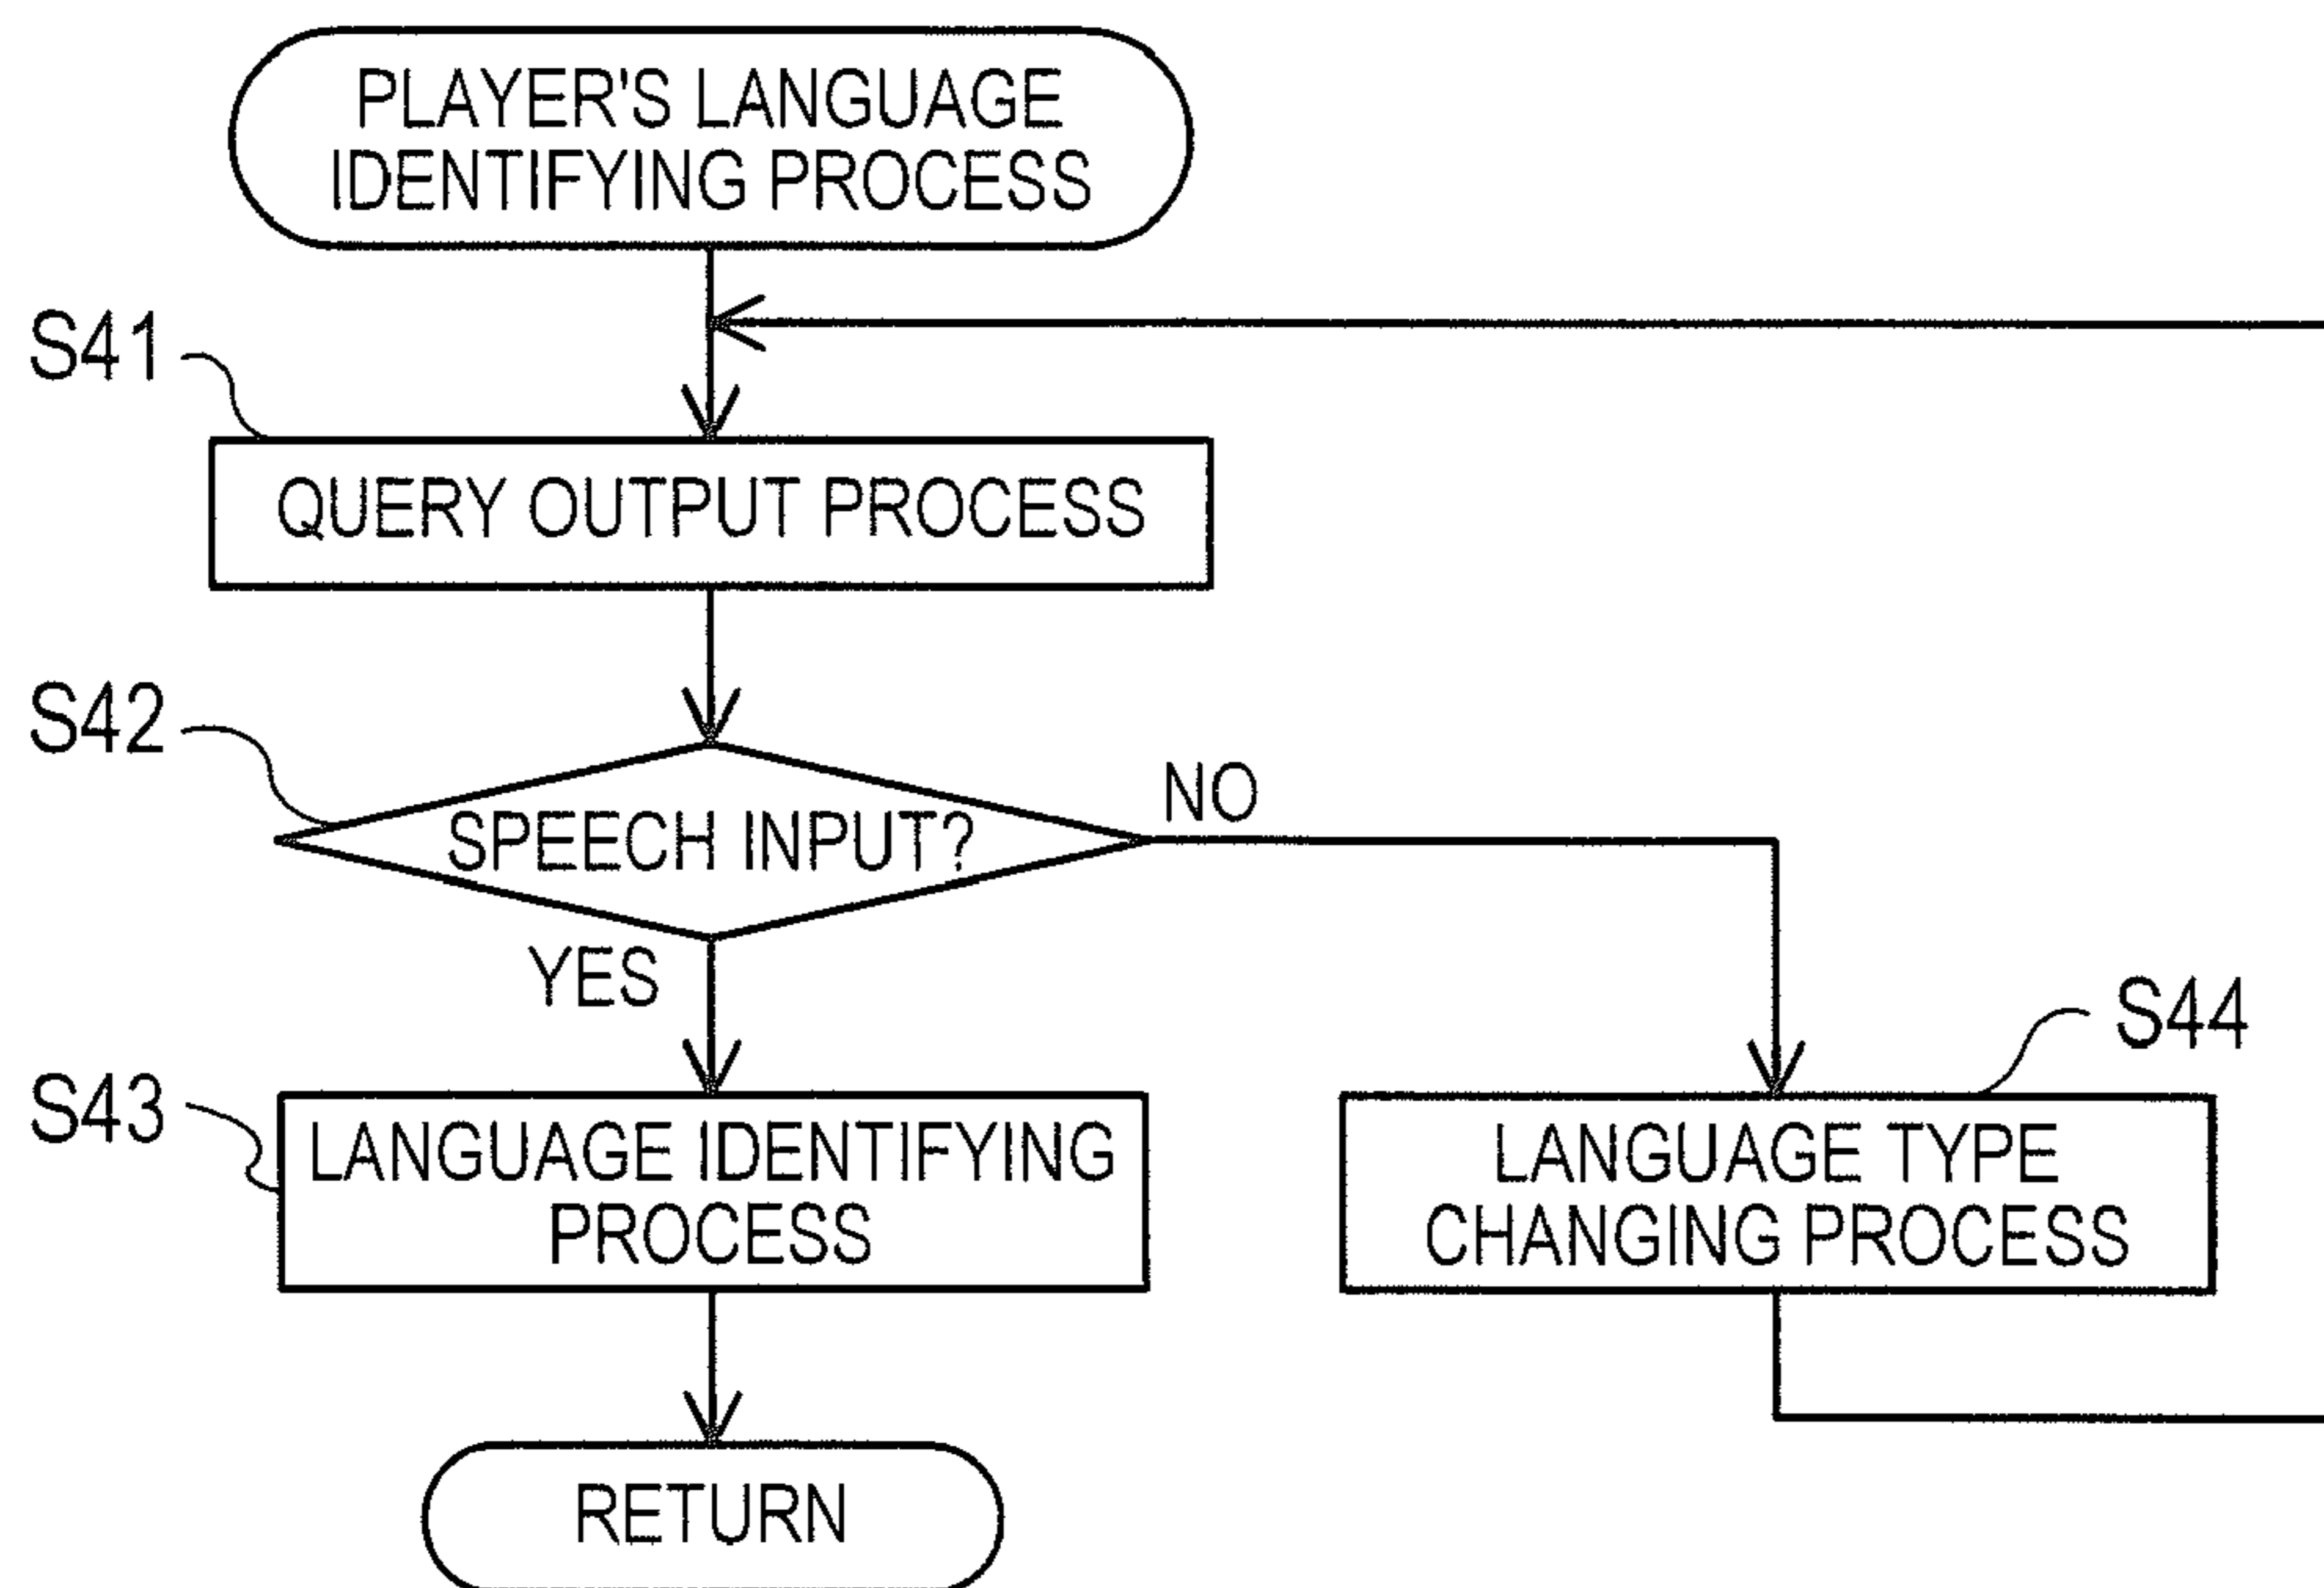 PLAYER'S LANGUAGE
IDENTIFYING PROCESS
S41
QUERY OUTPUT PROCESS
S42
SPEECH INPUT?
NO
YES
S43
LANGUAGE IDENTIFYING
PROCESS
S44
LANGUAGE TYPE
CHANGING PROCESS
RETURN